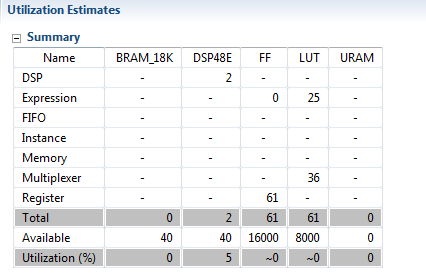 Utilization Estimates
Summary
Name BRAM_18K DSP48E FF LUT URAM
DSP - 2 - - -
Expression - - 0 25 -
FIFO - - - - -
Instance - - - - -
Memory - - - - -
Multiplexer - - - 36 -
Register - - 61 - -
Total 0 2 61 61 0
Available 40 40 16000 8000 0
Utilization (%) 0 5 ~0 ~0 0